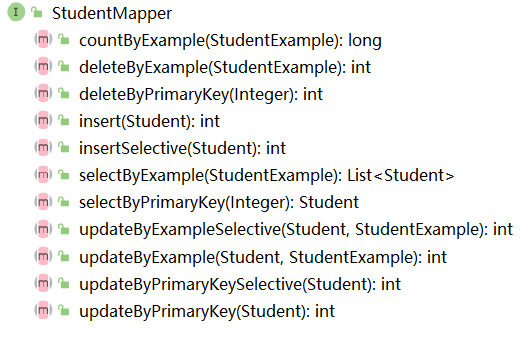 I StudentMapper
m countByExample(StudentExample): long
m deleteByExample(StudentExample): int
m deleteByPrimaryKey(Integer): int
m insert(Student): int
m insertSelective(Student): int
m selectByExample(StudentExample): List<Student>
m selectByPrimaryKey(Integer): Student
m updateByExampleSelective(Student, StudentExample): int
m updateByExample(Student, StudentExample): int
m updateByPrimaryKeySelective(Student): int
m updateByPrimaryKey(Student): int